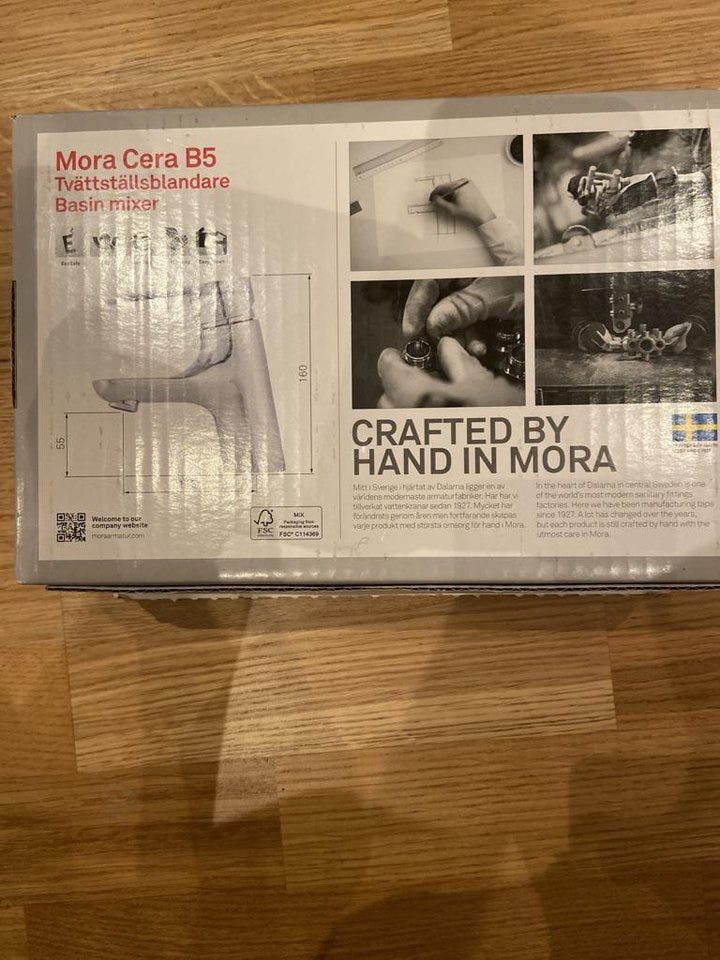 Mora Cera B5
Tvättställsblandare
Basin mixer
EcoSafe
160
55
Welcome to our
company website
moraarmatur.com
FSC
MIX
Packaging from
responsible sources
FSC® C114369
CRAFTED BY
HAND IN MORA
Mitt i Sverige i hjärtat av Dalarna ligger en av
världens modernaste armaturfabriker. Här har vi
tillverkat vattenkranar sedan 1927. Mycket har
förändrats genom åren men fortfarande skapas
varje produkt med största omsorg för hand i Mora.
In the heart of Dalarna in central Sweden is one
of the world's most modern sanitary fittings
factories. Here we have been manufacturing taps
since 1927. A lot has changed over the years,
but each product is still crafted by hand with the
utmost care in Mora.